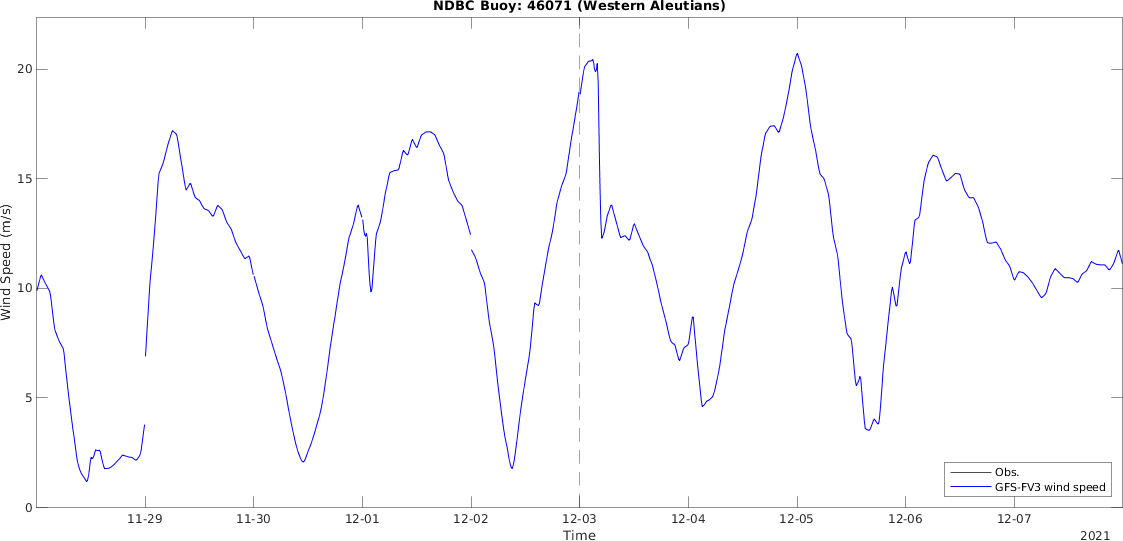 NDBC Buoy: 46071 (Western Aleutians)
20
15
10
5
0
Wind Speed (m/s)
11-29 11-30 12-01 12-02 12-03 12-04 12-05 12-06 12-07
Time
2021
Obs.
GFS-FV3 wind speed